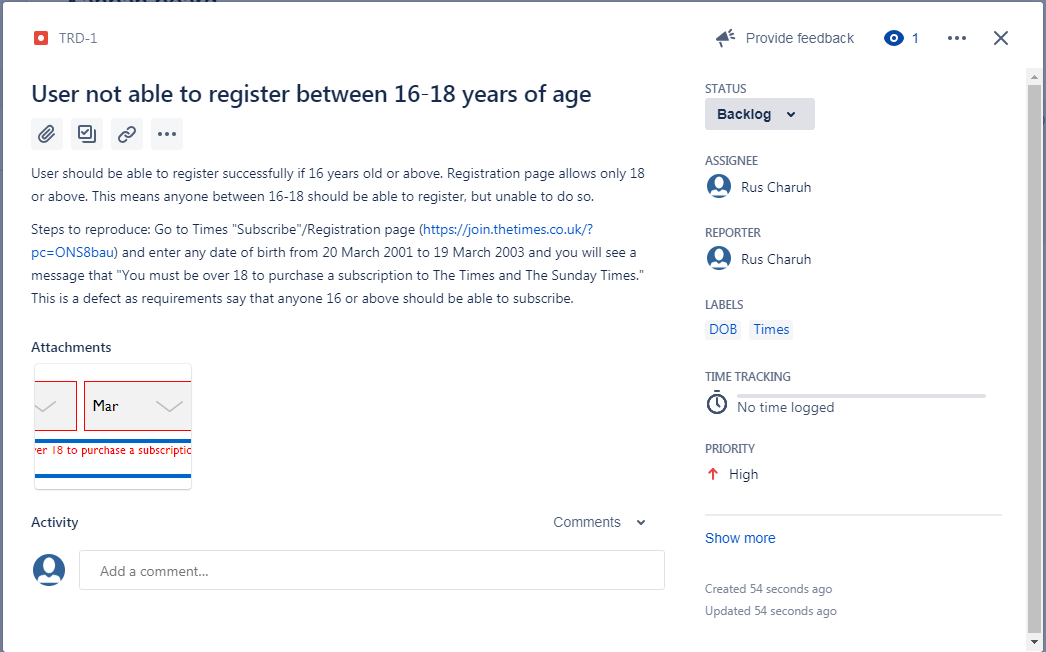 TRD-1
Provide feedback
1
User not able to register between 16-18 years of age
User should be able to register successfully if 16 years old or above. Registration page allows only 18
or above. This means anyone between 16-18 should be able to register, but unable to do so.
Steps to reproduce: Go to Times "Subscribe"/Registration page (https://join.thetimes.co.uk/?
pc=ONS8bau) and enter any date of birth from 20 March 2001 to 19 March 2003 and you will see a
message that "You must be over 18 to purchase a subscription to The Times and The Sunday Times."
This is a defect as requirements say that anyone 16 or above should be able to subscribe.
Attachments
Mar
18 to purchase a
Activity
Comments
Add a comment...
STATUS
Backlog
ASSIGNEE
Rus Charuh
REPORTER
Rus Charuh
LABELS
DOB Times
TIME TRACKING
No time logged
PRIORITY
High
Show more
Created 54 seconds ago
Updated 54 seconds ago